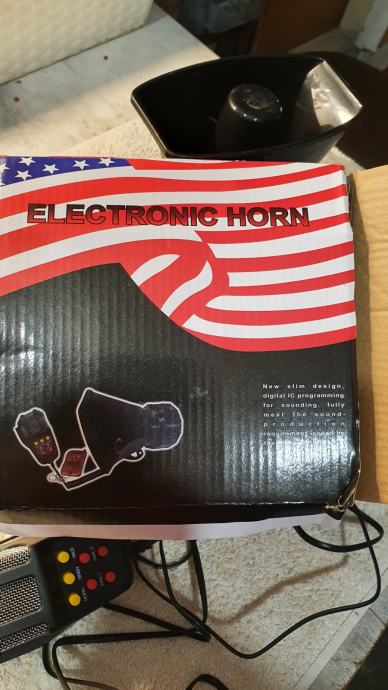 ELECTRONIC HORN
New slim design,
digital IC programming
for sounding, fully
meet the sound-
production